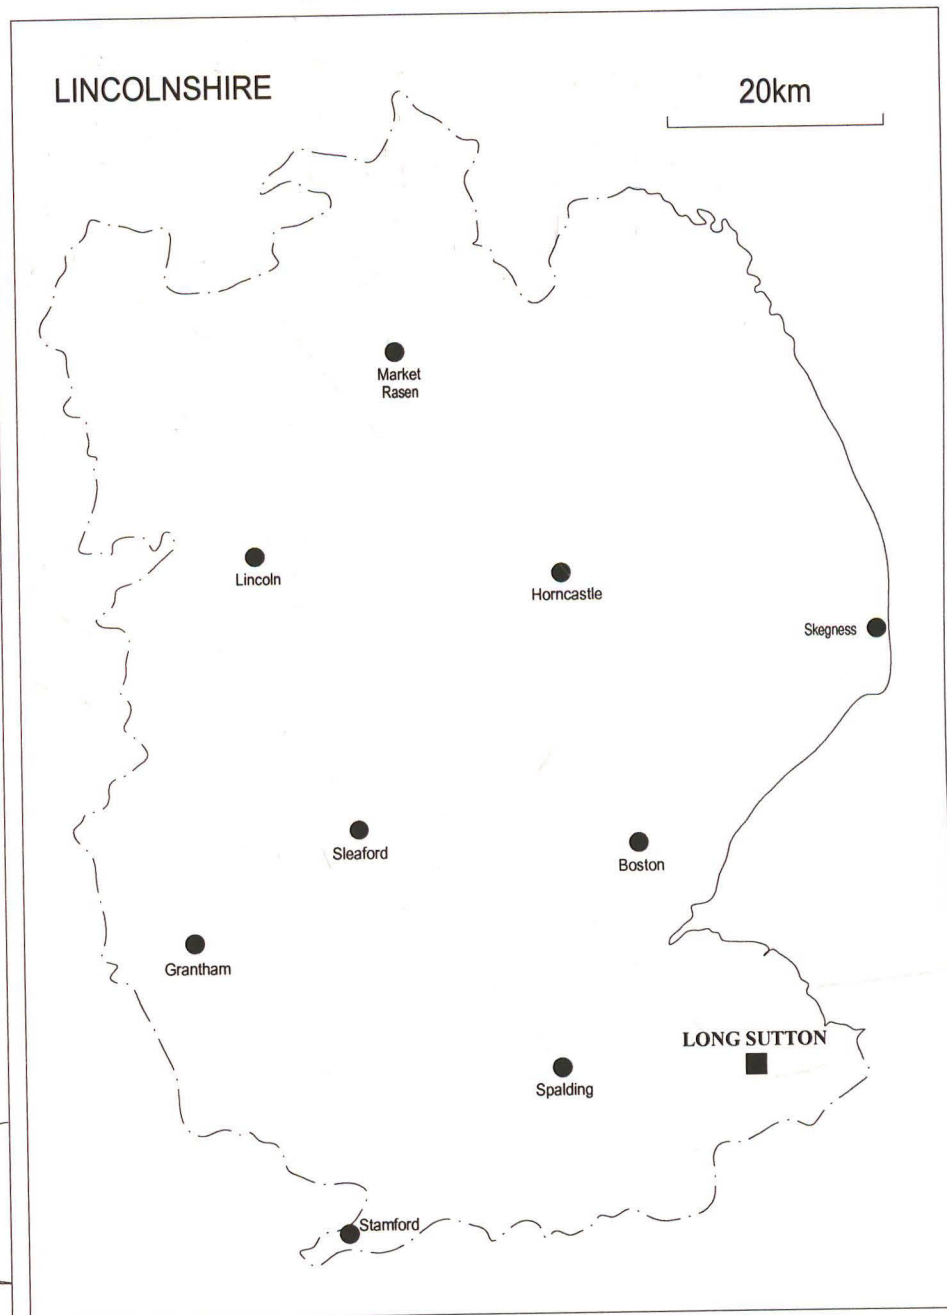 LINCOLNSHIRE
20km
Market
Rasen
Lincoln
Horncastle
Skegness
Sleaford
Boston
Grantham
LONG SUTTON
Spalding
Stamford